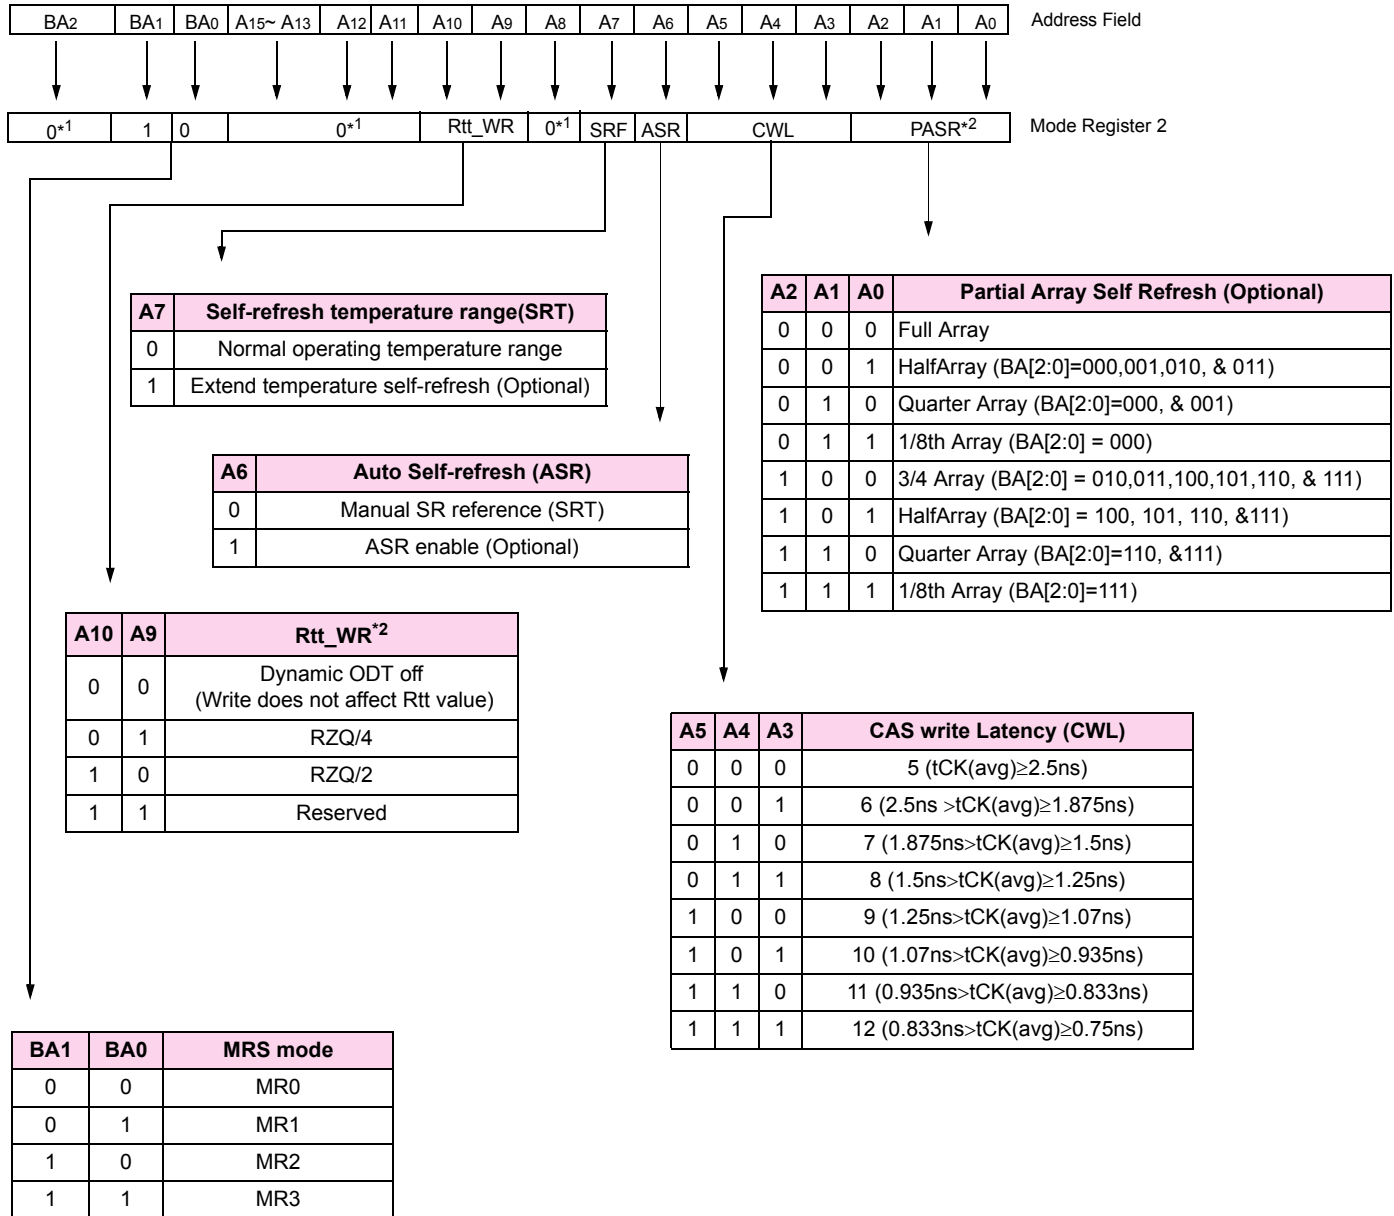 BA2 BA1 BA0 A15~ A13 A12 A11 A10 A9 A8 A7 A6 A5 A4 A3 A2 A1 A0 Address Field
0*1 1 0 0*1 Rtt_WR 0*1 SRF ASR CWL PASR*2 Mode Register 2
A7 Self-refresh temperature range(SRT)
0 Normal operating temperature range
1 Extend temperature self-refresh (Optional)
A2 A1 A0 Partial Array Self Refresh (Optional)
0 0 0 Full Array
0 0 1 HalfArray (BA[2:0]=000,001,010, & 011)
0 1 0 Quarter Array (BA[2:0]=000, & 001)
0 1 1 1/8th Array (BA[2:0] = 000)
1 0 0 3/4 Array (BA[2:0] = 010,011,100,101,110, & 111)
1 0 1 HalfArray (BA[2:0] = 100, 101, 110, &111)
1 1 0 Quarter Array (BA[2:0]=110, &111)
1 1 1 1/8th Array (BA[2:0]=111)
A6 Auto Self-refresh (ASR)
0 Manual SR reference (SRT)
1 ASR enable (Optional)
A10 A9 Rtt_WR*2
0 0 Dynamic ODT off
(Write does not affect Rtt value)
0 1 RZQ/4
1 0 RZQ/2
1 1 Reserved
A5 A4 A3 CAS write Latency (CWL)
0 0 0 5 (tCK(avg)≥2.5ns)
0 0 1 6 (2.5ns >tCK(avg)≥1.875ns)
0 1 0 7 (1.875ns>tCK(avg)≥1.5ns)
0 1 1 8 (1.5ns>tCK(avg)≥1.25ns)
1 0 0 9 (1.25ns>tCK(avg)≥1.07ns)
1 0 1 10 (1.07ns>tCK(avg)≥0.935ns)
1 1 0 11 (0.935ns>tCK(avg)≥0.833ns)
1 1 1 12 (0.833ns>tCK(avg)≥0.75ns)
BA1 BA0 MRS mode
0 0 MR0
0 1 MR1
1 0 MR2
1 1 MR3